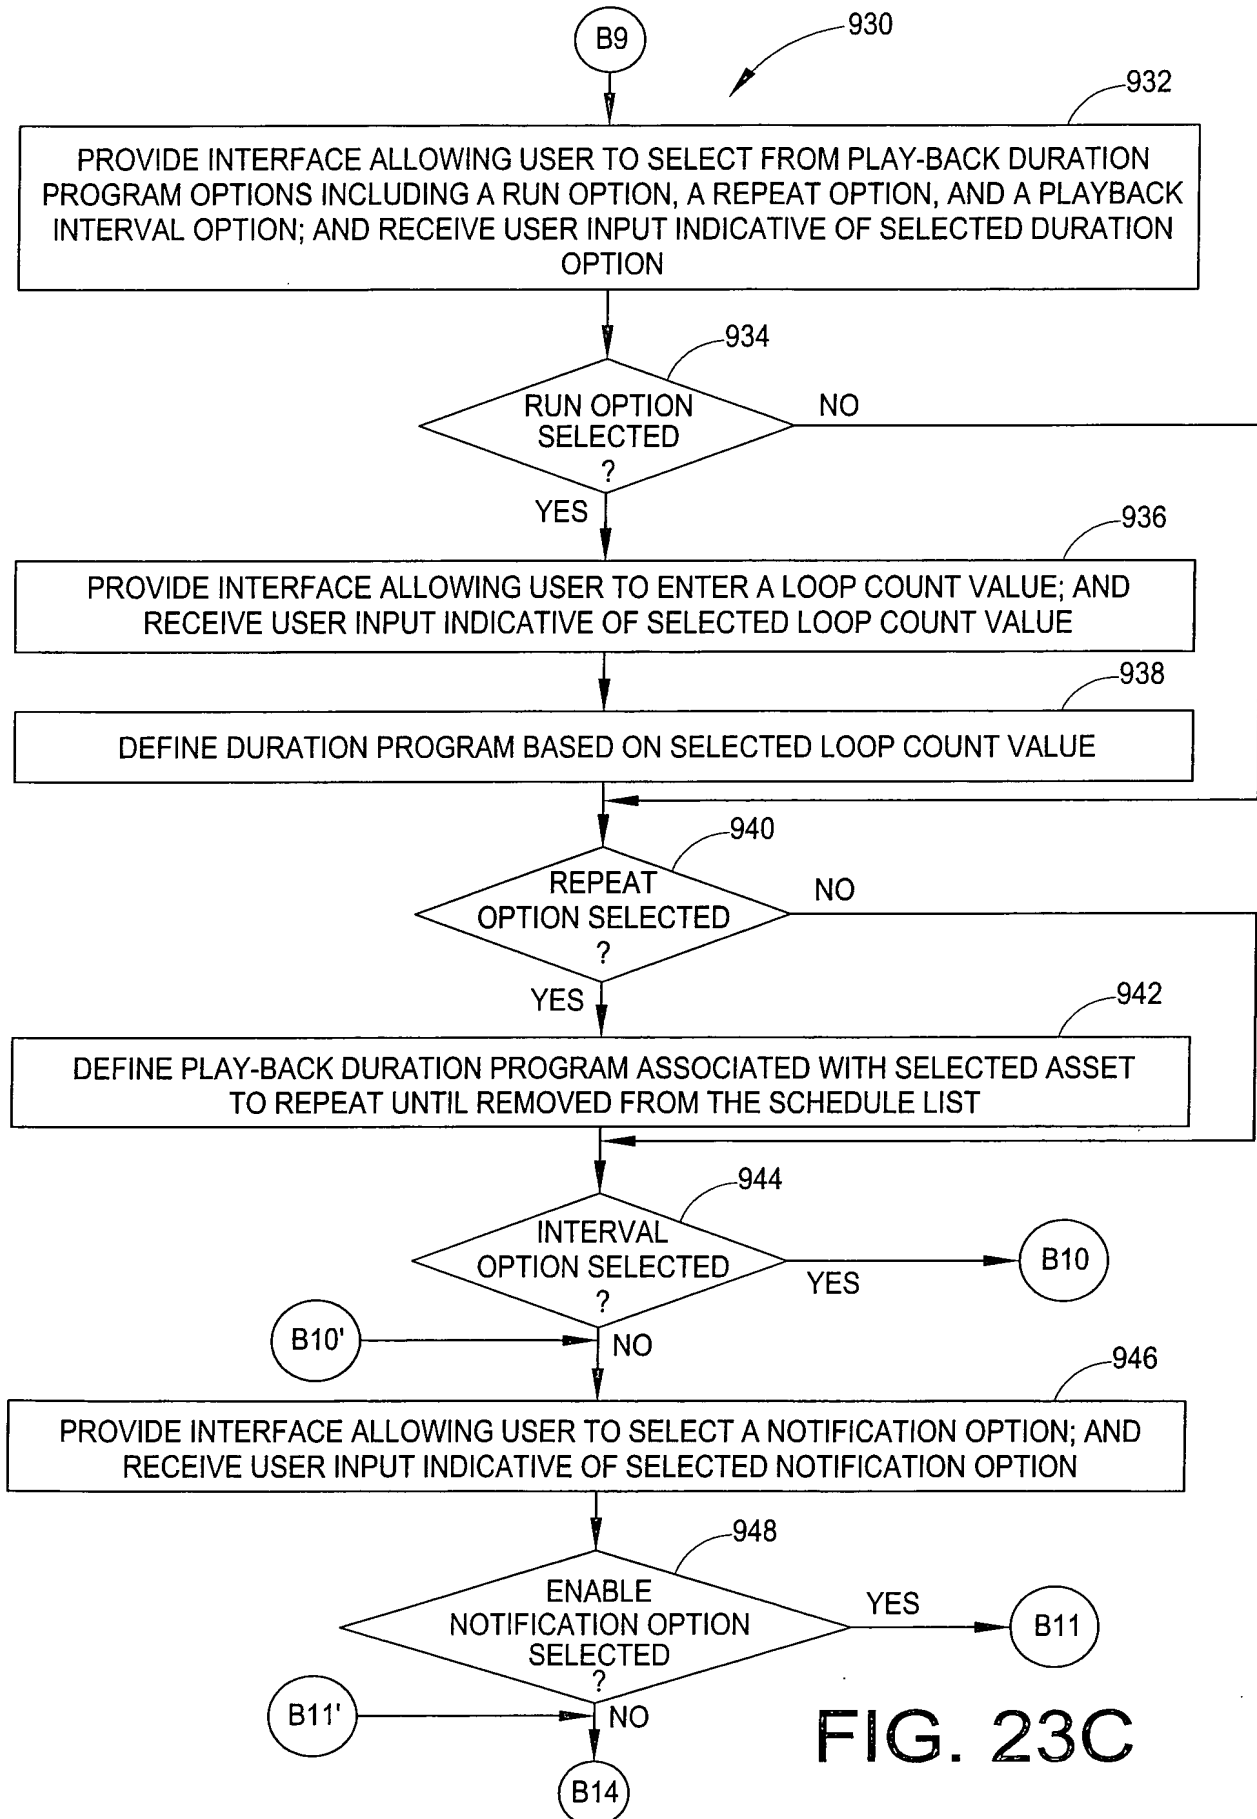 B9
930
932
PROVIDE INTERFACE ALLOWING USER TO SELECT FROM PLAY-BACK DURATION
PROGRAM OPTIONS INCLUDING A RUN OPTION, A REPEAT OPTION, AND A PLAYBACK
INTERVAL OPTION; AND RECEIVE USER INPUT INDICATIVE OF SELECTED DURATION
OPTION
934
RUN OPTION
SELECTED
?
NO
YES
936
PROVIDE INTERFACE ALLOWING USER TO ENTER A LOOP COUNT VALUE; AND
RECEIVE USER INPUT INDICATIVE OF SELECTED LOOP COUNT VALUE
938
DEFINE DURATION PROGRAM BASED ON SELECTED LOOP COUNT VALUE
940
REPEAT
OPTION SELECTED
?
NO
YES
942
DEFINE PLAY-BACK DURATION PROGRAM ASSOCIATED WITH SELECTED ASSET
TO REPEAT UNTIL REMOVED FROM THE SCHEDULE LIST
944
INTERVAL
OPTION SELECTED
?
YES
B10
B10'
NO
946
PROVIDE INTERFACE ALLOWING USER TO SELECT A NOTIFICATION OPTION; AND
RECEIVE USER INPUT INDICATIVE OF SELECTED NOTIFICATION OPTION
948
ENABLE
NOTIFICATION OPTION
SELECTED
?
YES
B11
B11'
NO
B14
FIG. 23C